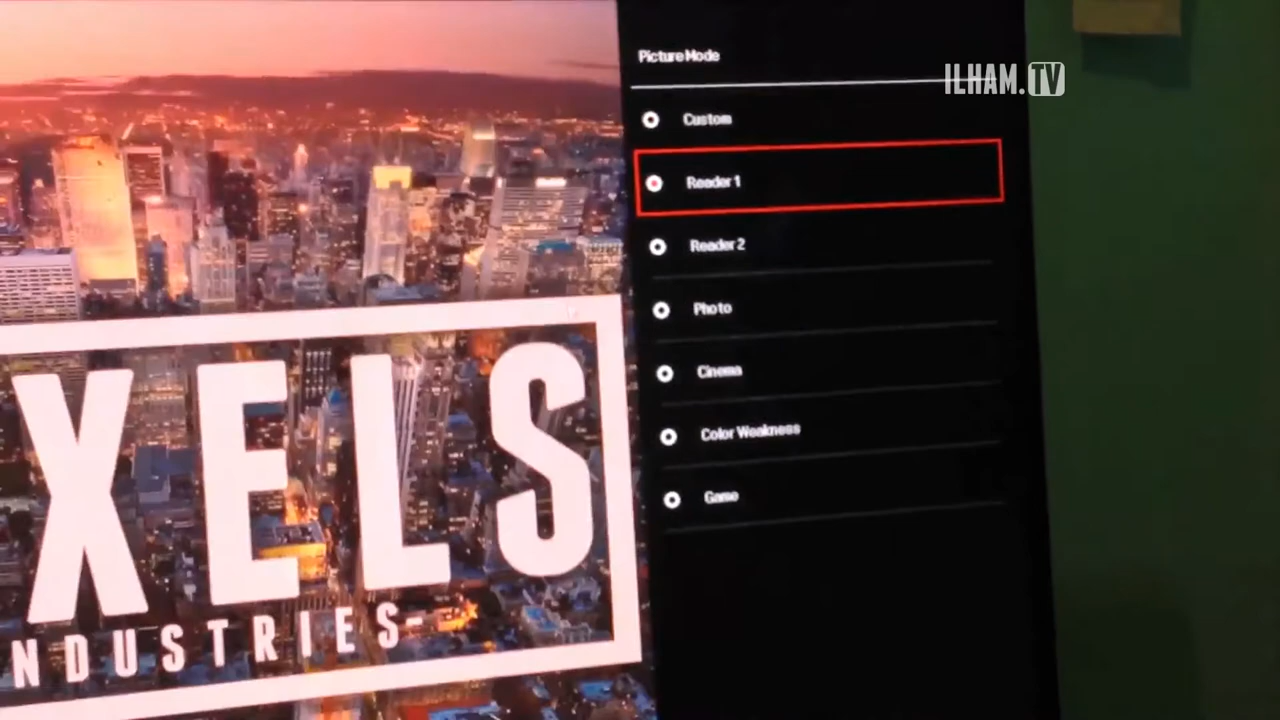 Picture Mode
ILHAM.TV
Custom
Reader 1
Reader 2
Photo
Cinema
Color Weakness
Game
XELS
NDUSTRIES-